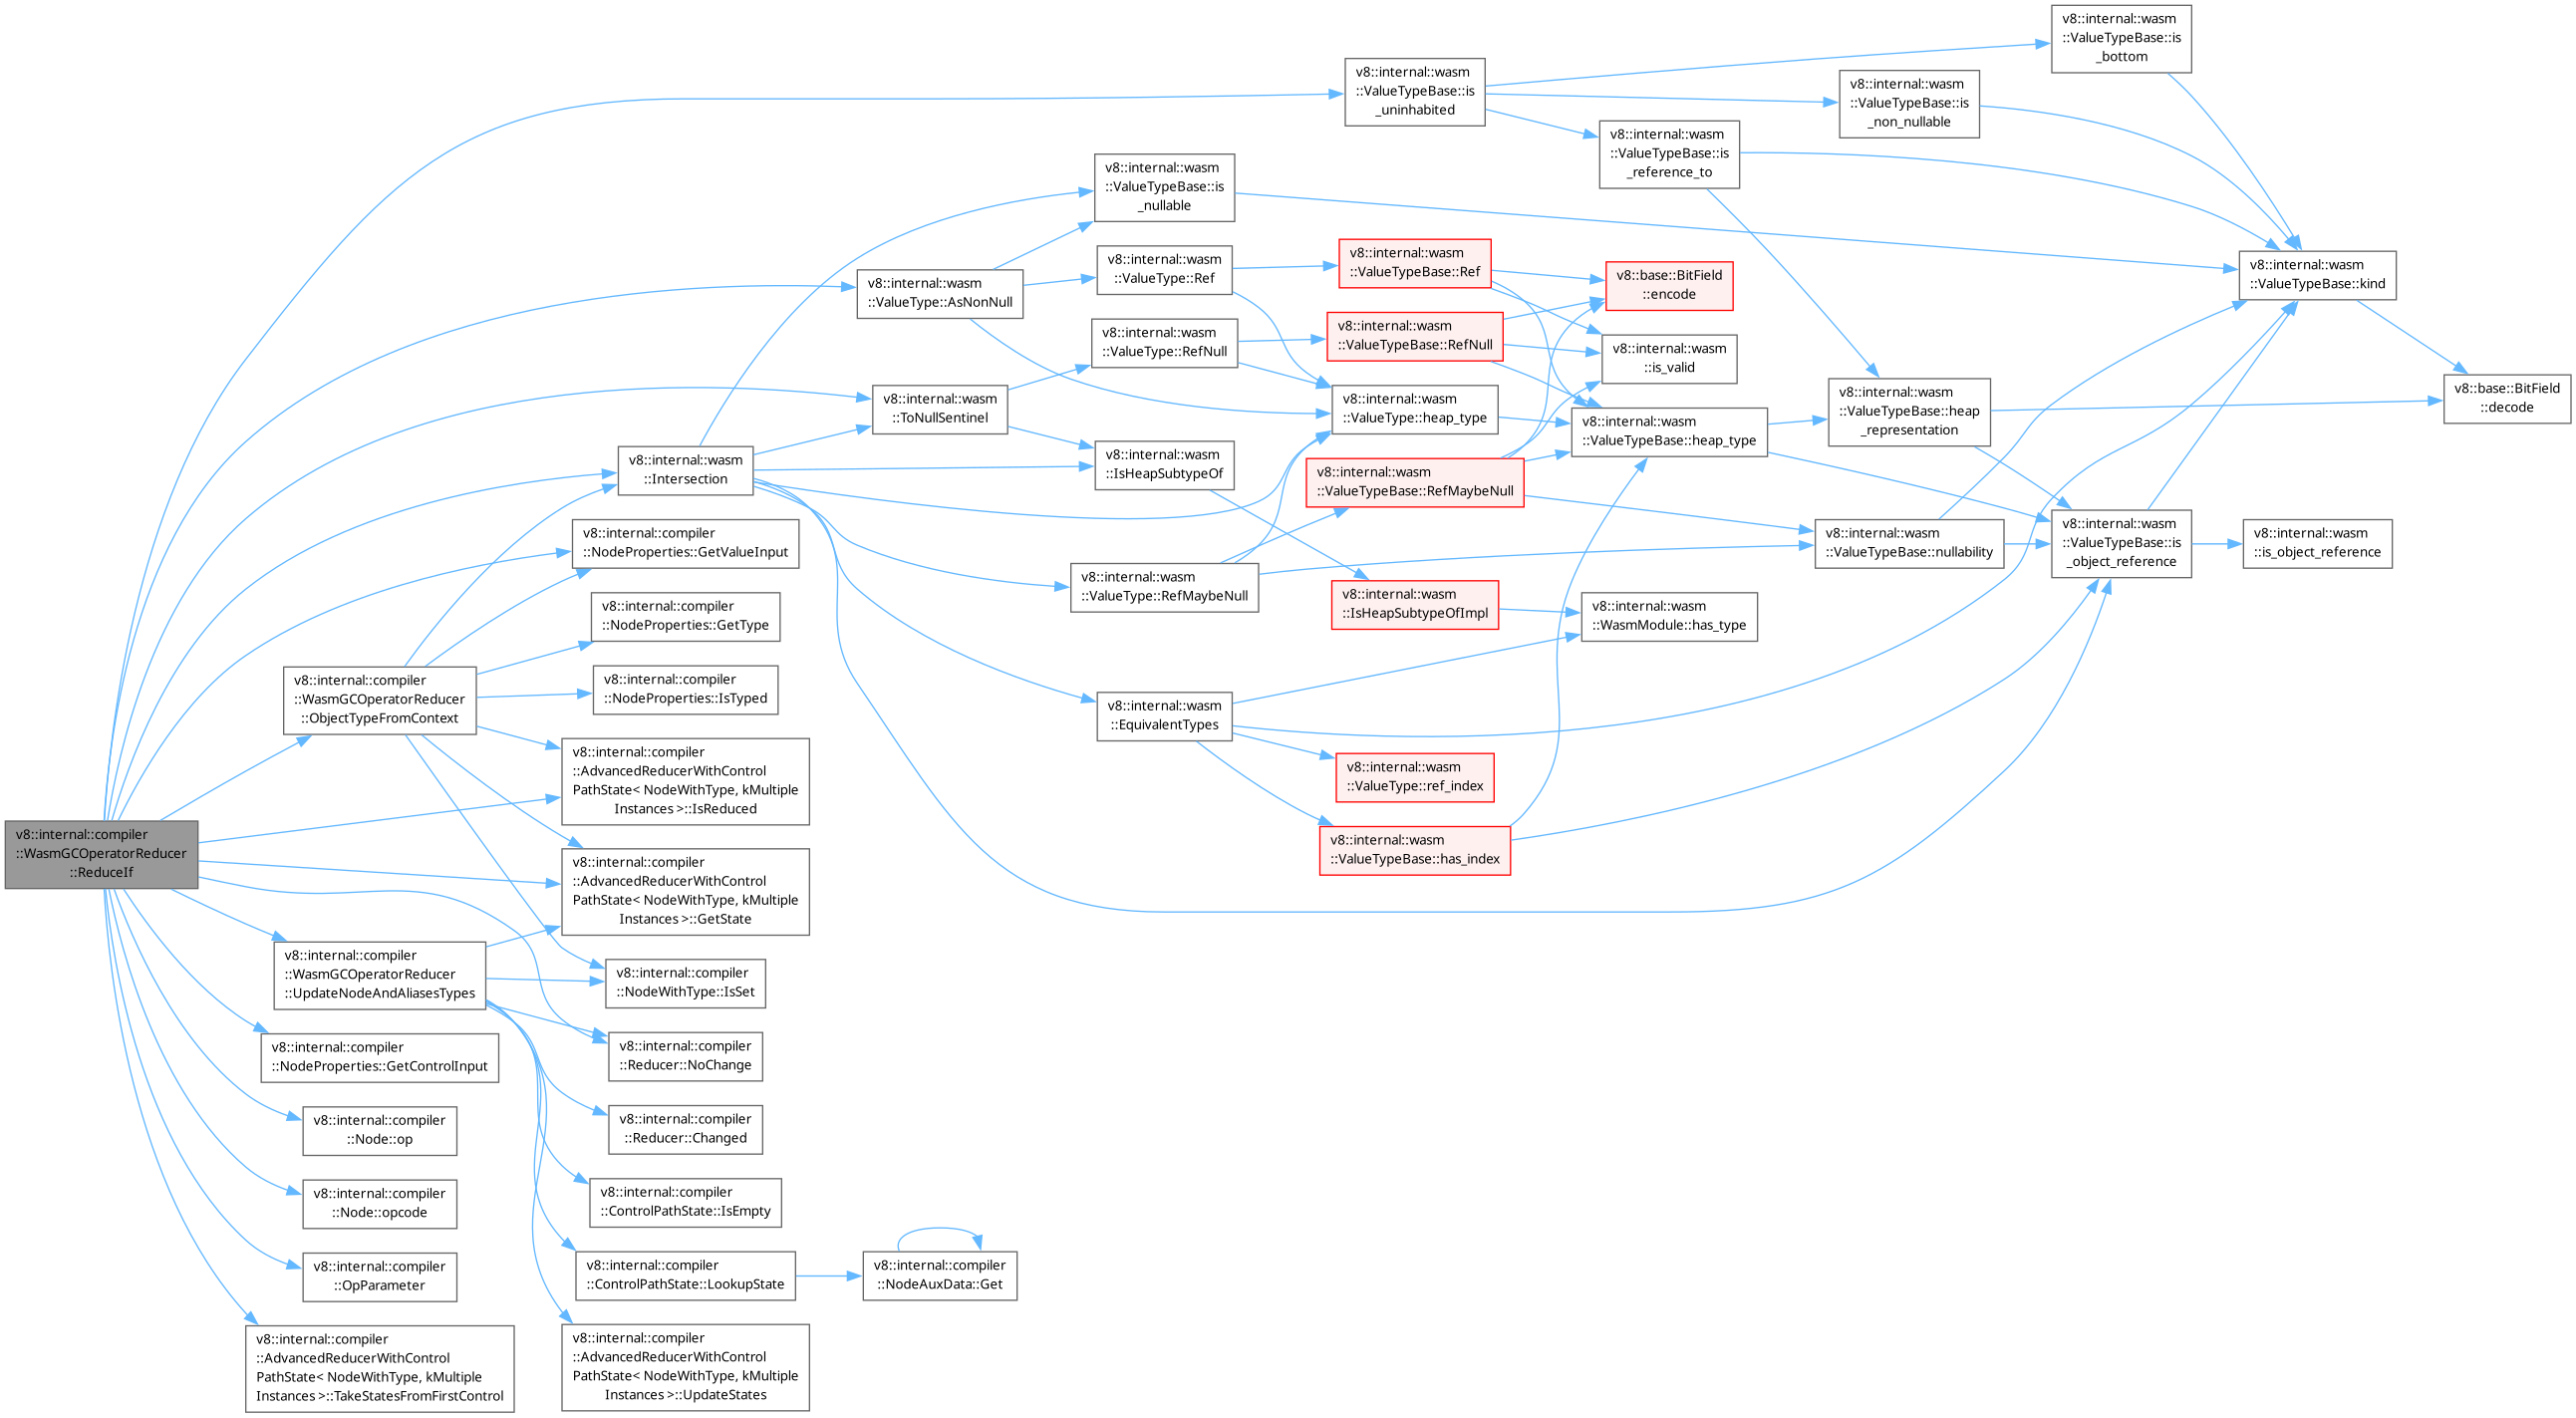 v8::internal::compiler
::WasmGCOperatorReducer
::ReduceIf
v8::internal::wasm
::Intersection
v8::internal::compiler
::NodeProperties::GetValueInput
v8::internal::compiler
::NodeProperties::GetType
v8::internal::compiler
::WasmGCOperatorReducer
::ObjectTypeFromContext
v8::internal::compiler
::NodeProperties::IsTyped
v8::internal::compiler
::AdvancedReducerWithControl
PathState< NodeWithType, kMultiple
Instances >::IsReduced
v8::internal::compiler
::AdvancedReducerWithControl
PathState< NodeWithType, kMultiple
Instances >::GetState
v8::internal::compiler
::WasmGCOperatorReducer
::UpdateNodeAndAliasesTypes
v8::internal::compiler
::NodeWithType::IsSet
v8::internal::compiler
::NodeProperties::GetControlInput
v8::internal::compiler
::Reducer::NoChange
v8::internal::compiler
::Node::op
v8::internal::compiler
::Reducer::Changed
v8::internal::compiler
::Node::opcode
v8::internal::compiler
::ControlPathState::IsEmpty
v8::internal::compiler
::OpParameter
v8::internal::compiler
::ControlPathState::LookupState
v8::internal::compiler
::NodeAuxData::Get
v8::internal::compiler
::AdvancedReducerWithControl
PathState< NodeWithType, kMultiple
Instances >::TakeStatesFromFirstControl
v8::internal::compiler
::AdvancedReducerWithControl
PathState< NodeWithType, kMultiple
Instances >::UpdateStates
v8::internal::wasm
::ValueType::AsNonNull
v8::internal::wasm
::ToNullSentinel
v8::internal::wasm
::ValueTypeBase::is
_nullable
v8::internal::wasm
::ValueType::Ref
v8::internal::wasm
::ValueType::RefNull
v8::internal::wasm
::IsHeapSubtypeOf
v8::internal::wasm
::ValueType::RefMaybeNull
v8::internal::wasm
::EquivalentTypes
v8::internal::wasm
::ValueTypeBase::is
_uninhabited
v8::internal::wasm
::ValueTypeBase::Ref
v8::internal::wasm
::ValueTypeBase::RefNull
v8::internal::wasm
::ValueType::heap_type
v8::internal::wasm
::ValueTypeBase::RefMaybeNull
v8::internal::wasm
::IsHeapSubtypeOfImpl
v8::internal::wasm
::ValueType::ref_index
v8::internal::wasm
::ValueTypeBase::has_index
v8::internal::wasm
::ValueTypeBase::is
_reference_to
v8::base::BitField
::encode
v8::internal::wasm
::is_valid
v8::internal::wasm
::ValueTypeBase::heap_type
v8::internal::wasm
::WasmModule::has_type
v8::internal::wasm
::ValueTypeBase::is
_non_nullable
v8::internal::wasm
::ValueTypeBase::heap
_representation
v8::internal::wasm
::ValueTypeBase::nullability
v8::internal::wasm
::ValueTypeBase::is
_bottom
v8::internal::wasm
::ValueTypeBase::is
_object_reference
v8::internal::wasm
::ValueTypeBase::kind
v8::internal::wasm
::is_object_reference
v8::base::BitField
::decode